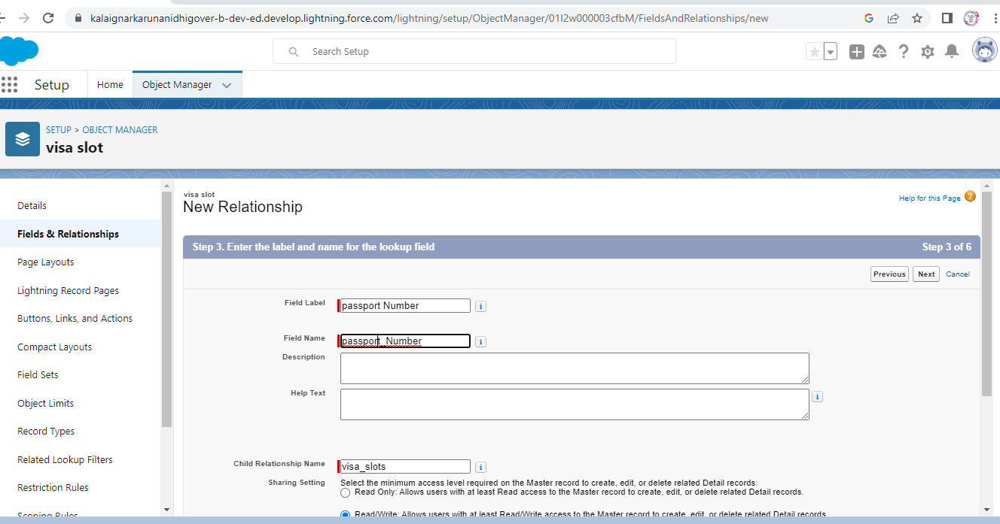 kalaignarkarunanidhigover-b-dev-ed.develop.lightning.force.com/lightning/setup/ObjectManager/01I2w000003cfbM/FieldsAndRelationships/new
Search Setup
Setup
Home
Object Manager
SETUP > OBJECT MANAGER
visa slot
Details
Fields & Relationships
Page Layouts
Lightning Record Pages
Buttons, Links, and Actions
Compact Layouts
Field Sets
Object Limits
Record Types
Related Lookup Filters
Restriction Rules
Scoping Rules
visa slot
New Relationship
Help for this Page
Step 3. Enter the label and name for the lookup field
Step 3 of 6
Previous
Next
Cancel
Field Label
passport Number
Field Name
passport_Number
Description
Help Text
Child Relationship Name
visa_slots
Sharing Setting
Select the minimum access level required on the Master record to create, edit, or delete related Detail records:
Read Only: Allows users with at least Read access to the Master record to create, edit, or delete related Detail records.
Read/Write: Allows users with at least Read/Write access to the Master record to create, edit, or delete related Detail records.